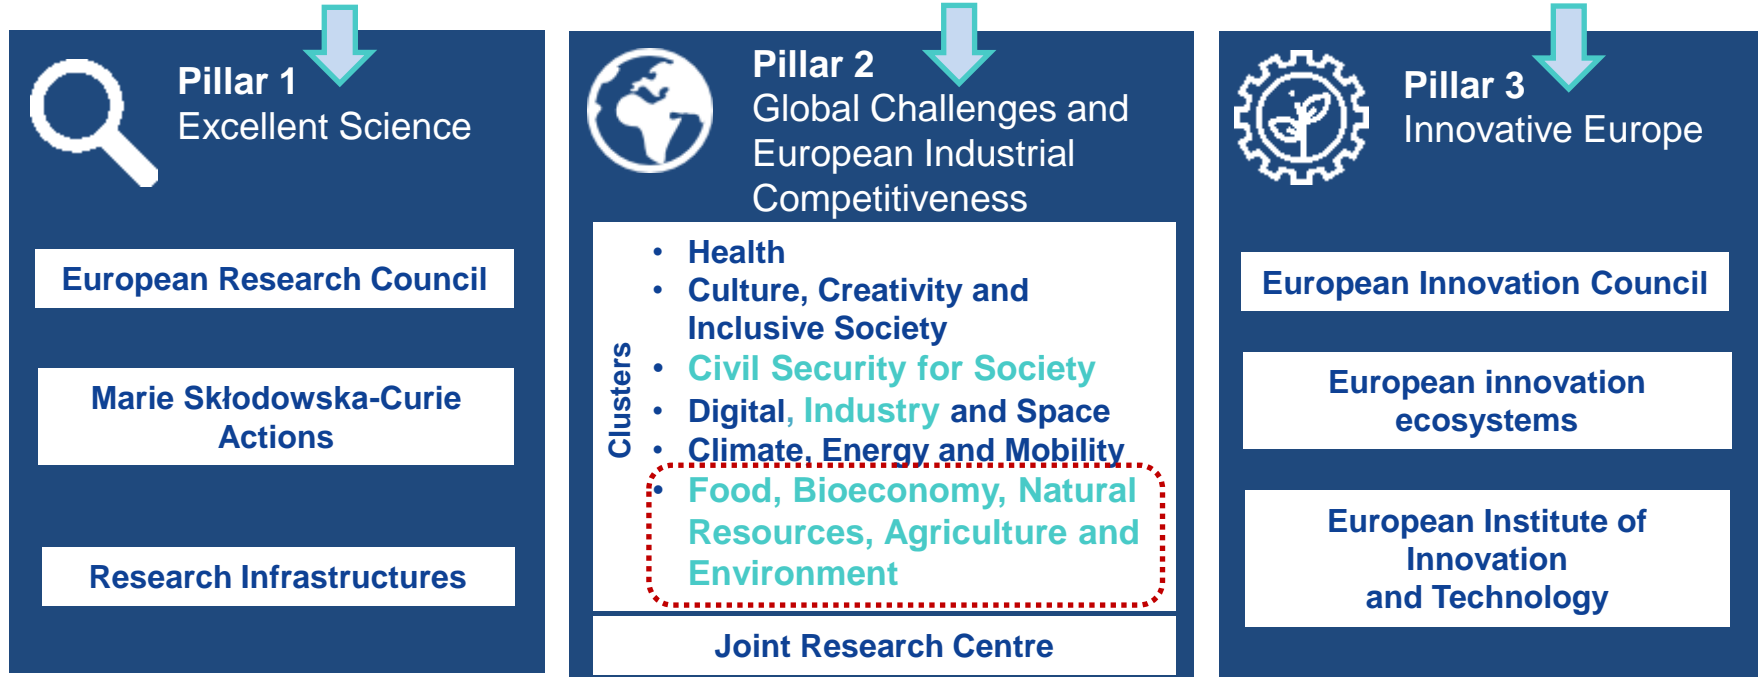 Pillar 1
Excellent Science
European Research Council
Marie Skłodowska-Curie
Actions
Research Infrastructures
Pillar 2
Global Challenges and
European Industrial
Competitiveness
Clusters
• Health
• Culture, Creativity and
Inclusive Society
• Civil Security for Society
• Digital, Industry and Space
• Climate, Energy and Mobility
• Food, Bioeconomy, Natural
Resources, Agriculture and
Environment
Joint Research Centre
Pillar 3
Innovative Europe
European Innovation Council
European innovation
ecosystems
European Institute of
Innovation
and Technology